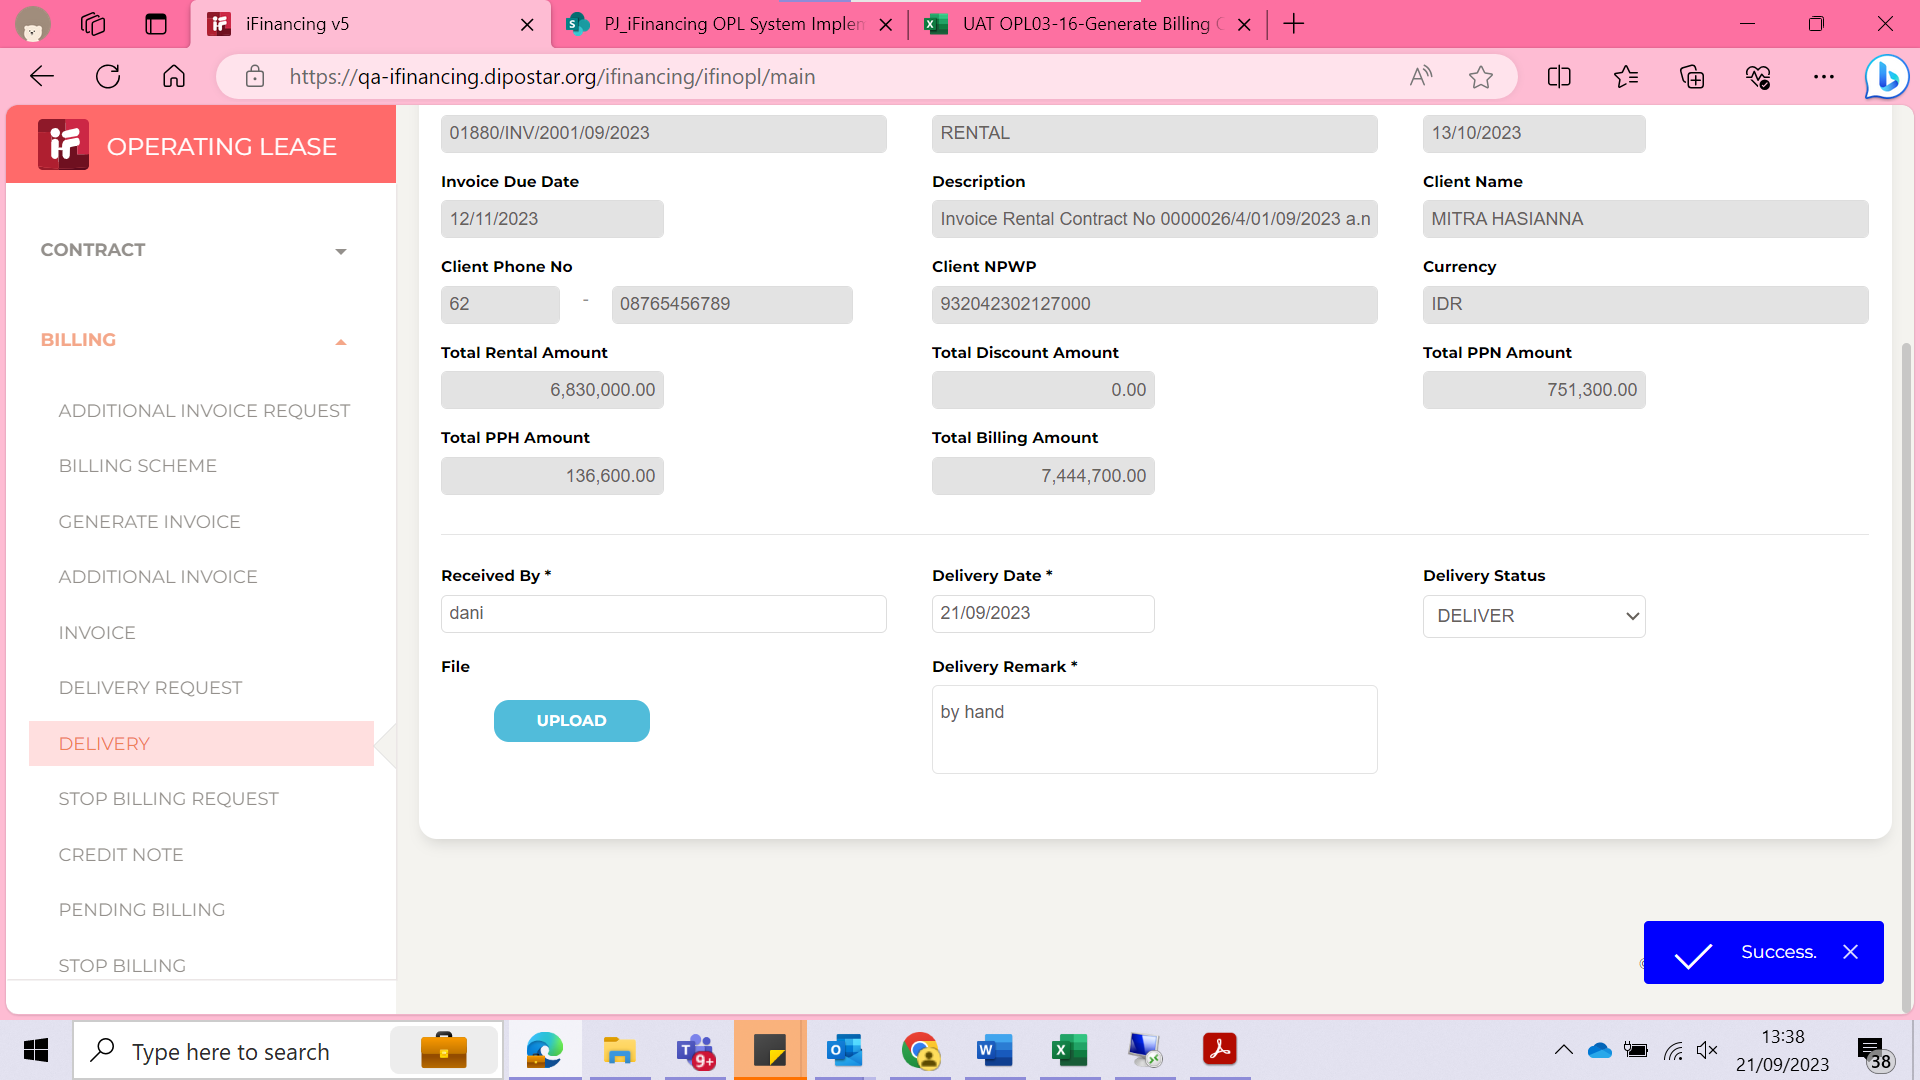 iFinancing v5
PJ_iFinancing OPL System Implem
UAT OPL03-16-Generate Billing
https://qa-ifinancing.dipostar.org/ifinancing/ifinopl/main
iF OPERATING LEASE
01880/INV/2001/09/2023
RENTAL
13/10/2023
Invoice Due Date
Description
Client Name
12/11/2023
Invoice Rental Contract No 0000026/4/01/09/2023 a.n
MITRA HASIANNA
CONTRACT
Client Phone No
Client NPWP
Currency
62 - 08765456789
932042302127000
IDR
BILLING
Total Rental Amount
Total Discount Amount
Total PPN Amount
6,830,000.00
0.00
751,300.00
ADDITIONAL INVOICE REQUEST
Total PPH Amount
Total Billing Amount
136,600.00
7,444,700.00
BILLING SCHEME
GENERATE INVOICE
ADDITIONAL INVOICE
Received By *
Delivery Date *
Delivery Status
dani
21/09/2023
DELIVER
INVOICE
File
Delivery Remark *
DELIVERY REQUEST
UPLOAD
by hand
DELIVERY
STOP BILLING REQUEST
CREDIT NOTE
PENDING BILLING
STOP BILLING
Success.
Type here to search
9+
13:38
21/09/2023
38